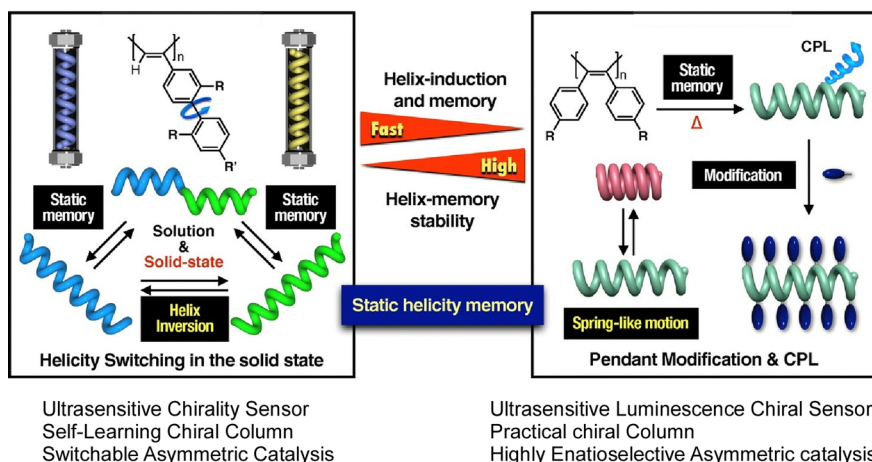 H
n
R
R
R'
Static
memory
Static
memory
Solution
&
Solid-state
Helix
Inversion
Helicity Switching in the solid state
Helix-induction
and memory
Fast
High
Helix-memory
stability
Static helicity memory
n
R
R
Static
memory
Δ
CPL
Modification
Spring-like motion
Pendant Modification & CPL
Ultrasensitive Chirality Sensor
Self-Learning Chiral Column
Switchable Asymmetric Catalysis
Ultrasensitive Luminescence Chiral Sensor
Practical chiral Column
Highly Enatioselective Asymmetric catalysis